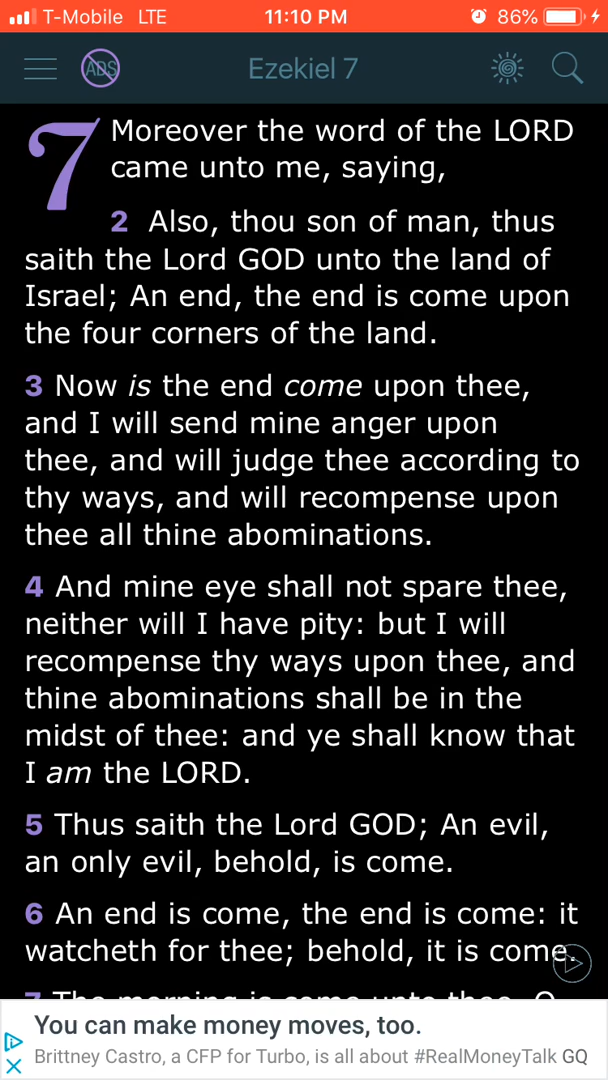 T-Mobile LTE 11:10 PM 86%
ADS Ezekiel 7
7 Moreover the word of the LORD
came unto me, saying,
2 Also, thou son of man, thus
saith the Lord GOD unto the land of
Israel; An end, the end is come upon
the four corners of the land.
3 Now is the end come upon thee,
and I will send mine anger upon
thee, and will judge thee according to
thy ways, and will recompense upon
thee all thine abominations.
4 And mine eye shall not spare thee,
neither will I have pity: but I will
recompense thy ways upon thee, and
thine abominations shall be in the
midst of thee: and ye shall know that
I am the LORD.
5 Thus saith the Lord GOD; An evil,
an only evil, behold, is come.
6 An end is come, the end is come: it
watcheth for thee; behold, it is come.
7 The morning is come unto thee, O
You can make money moves, too.
Brittney Castro, a CFP for Turbo, is all about #RealMoneyTalk GQ